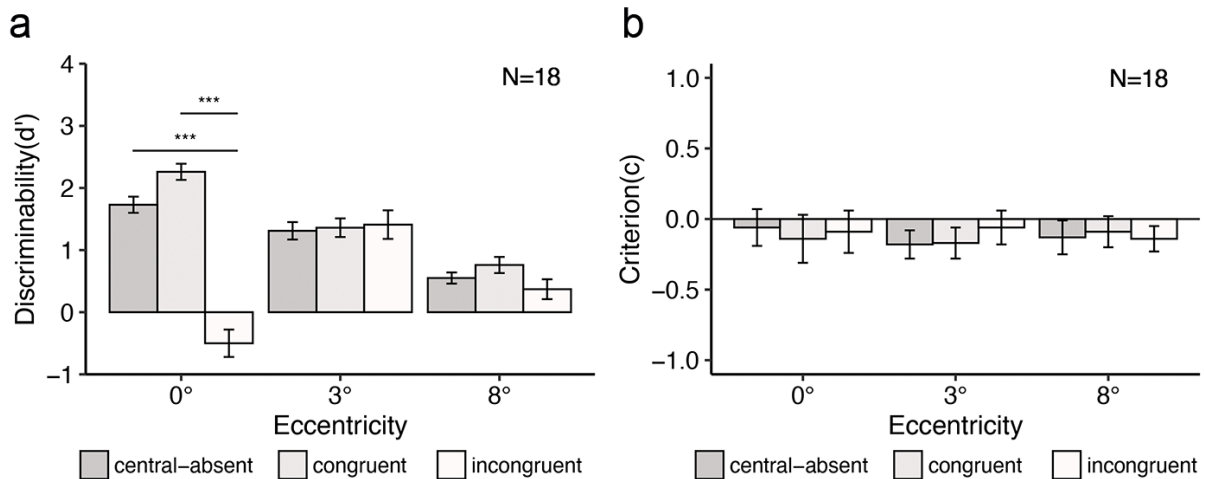 a
N=18
Discriminability(d')
4
3
2
1
0
−1
***
***
0°
3°
8°
Eccentricity
central−absent
congruent
incongruent
b
N=18
Criterion(c)
1.0
0.5
0.0
−0.5
−1.0
0°
3°
8°
Eccentricity
central−absent
congruent
incongruent